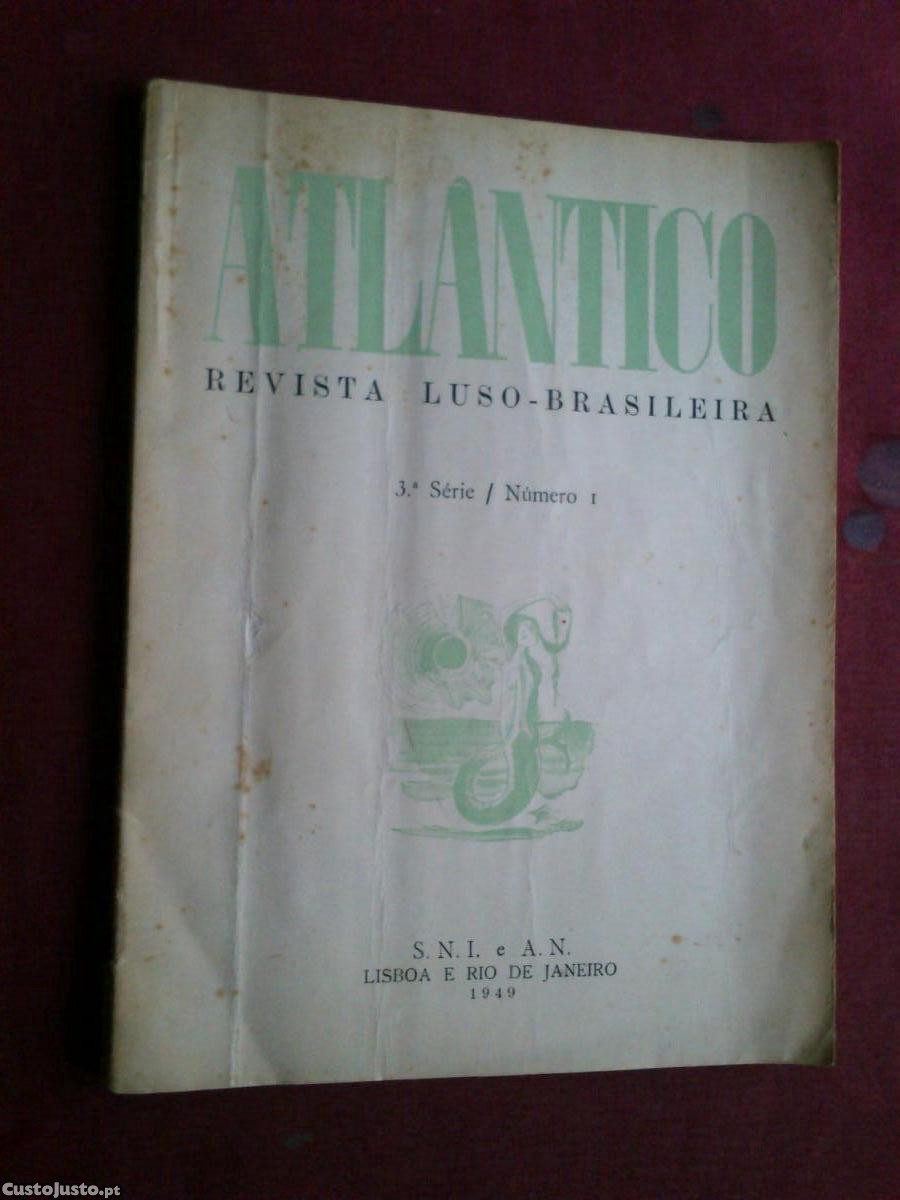 ATLÂNTICO
REVISTA LUSO-BRASILEIRA
3.ª Série / Número 1
S. N. I. e A. N.
LISBOA E RIO DE JANEIRO
1949
CustoJusto.pt